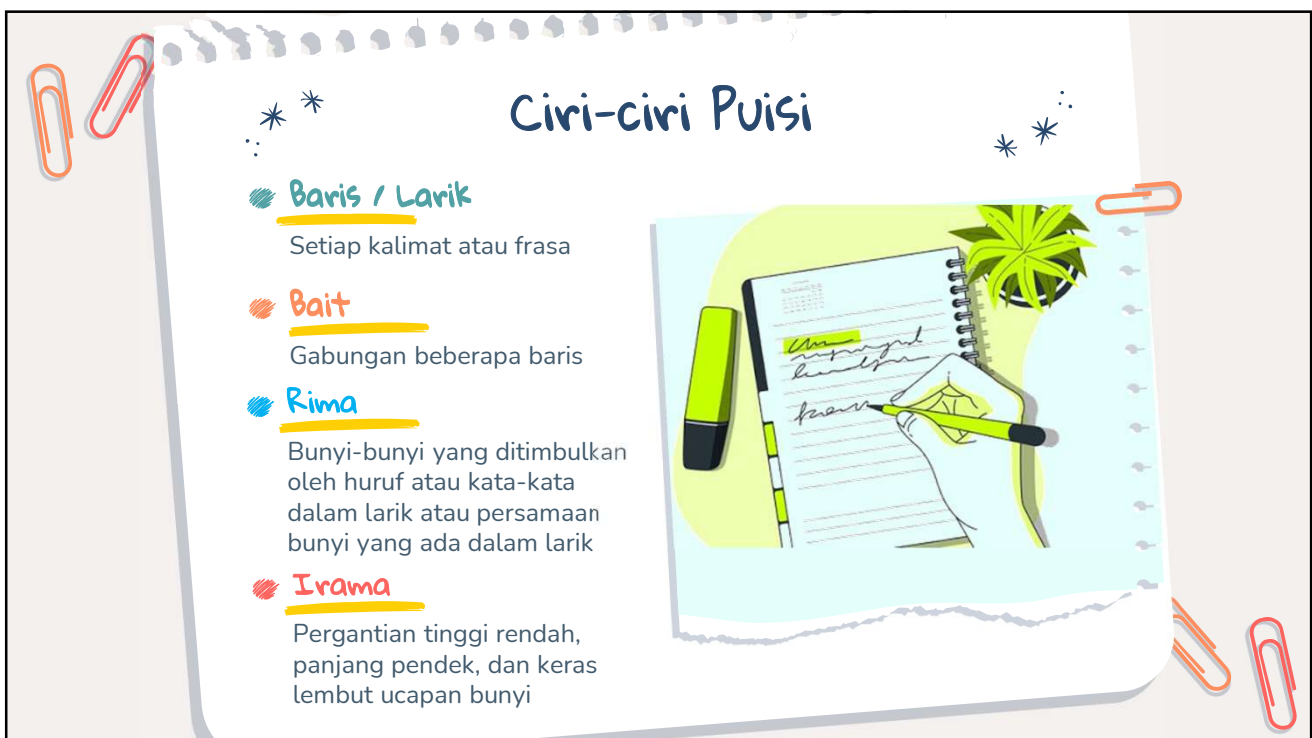 Ciri-ciri Puisi
Baris / Larik
Setiap kalimat atau frasa
Bait
Gabungan beberapa baris
Rima
Bunyi-bunyi yang ditimbulkan
oleh huruf atau kata-kata
dalam larik atau persamaan
bunyi yang ada dalam larik
Irama
Pergantian tinggi rendah,
panjang pendek, dan keras
lembut ucapan bunyi